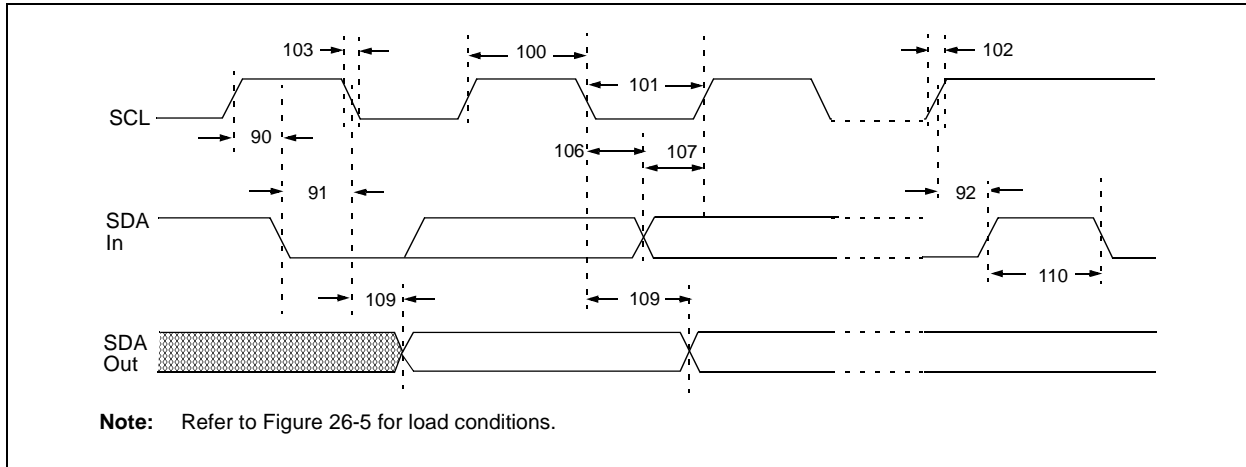 103
100
102
101
SCL
90
106
107
91
92
SDA
In
110
109
109
SDA
Out
Note: Refer to Figure 26-5 for load conditions.